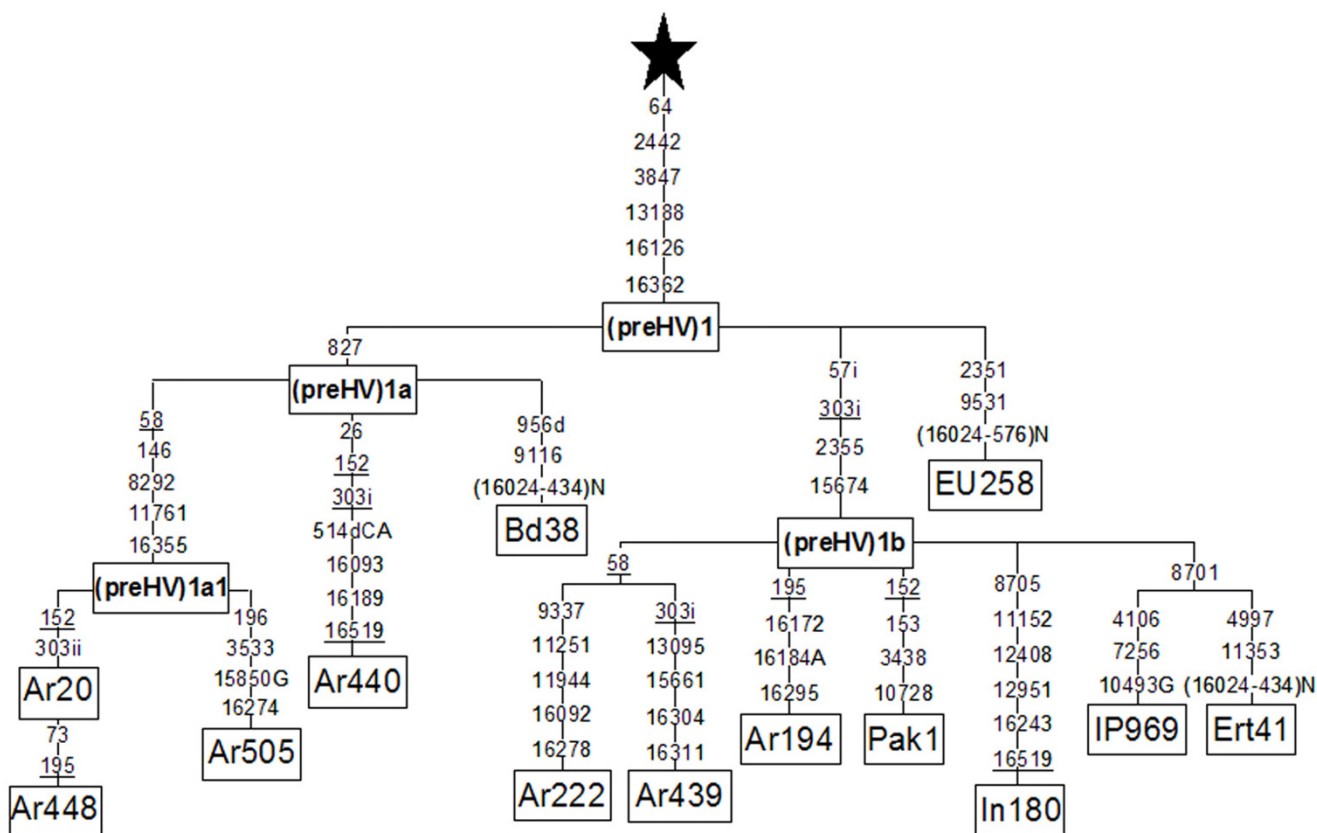 64
2442
3847
13188
16126
16362
(preHV)1
827
(preHV)1a
58
146
8292
11761
16355
(preHV)1a1
152
303ii
Ar20
73
195
Ar448
196
3533
15850G
16274
Ar505
26
152
303i
514dCA
16093
16189
16519
Ar440
956d
9116
(16024-434)N
Bd38
57i
303i
2355
15674
(preHV)1b
58
9337
11251
11944
16092
16278
Ar222
303i
13095
15661
16304
16311
Ar439
195
16172
16184A
16295
Ar194
152
153
3438
10728
Pak1
8705
11152
12408
12951
16243
16519
In180
8701
4106
7256
10493G
IP969
4997
11353
(16024-434)N
Ert41
2351
9531
(16024-576)N
EU258